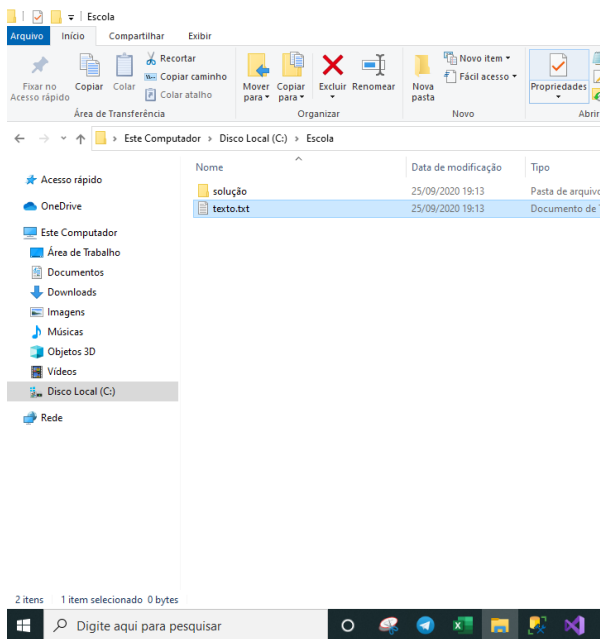 Escola
Arquivo Início Compartilhar Exibir
Fixar no Acesso rápido
Copiar
Colar
Recortar
Copiar caminho
Colar atalho
Mover para
Copiar para
Excluir
Renomear
Nova pasta
Novo item
Fácil acesso
Propriedades
Área de Transferência Organizar Novo Abrir
Este Computador > Disco Local (C:) > Escola
Nome Data de modificação Tipo
solução 25/09/2020 19:13 Pasta de arquivo
texto.txt 25/09/2020 19:13 Documento de
Acesso rápido
OneDrive
Este Computador
Área de Trabalho
Documentos
Downloads
Imagens
Músicas
Objetos 3D
Vídeos
Disco Local (C:)
Rede
2 itens 1 item selecionado 0 bytes
Digite aqui para pesquisar